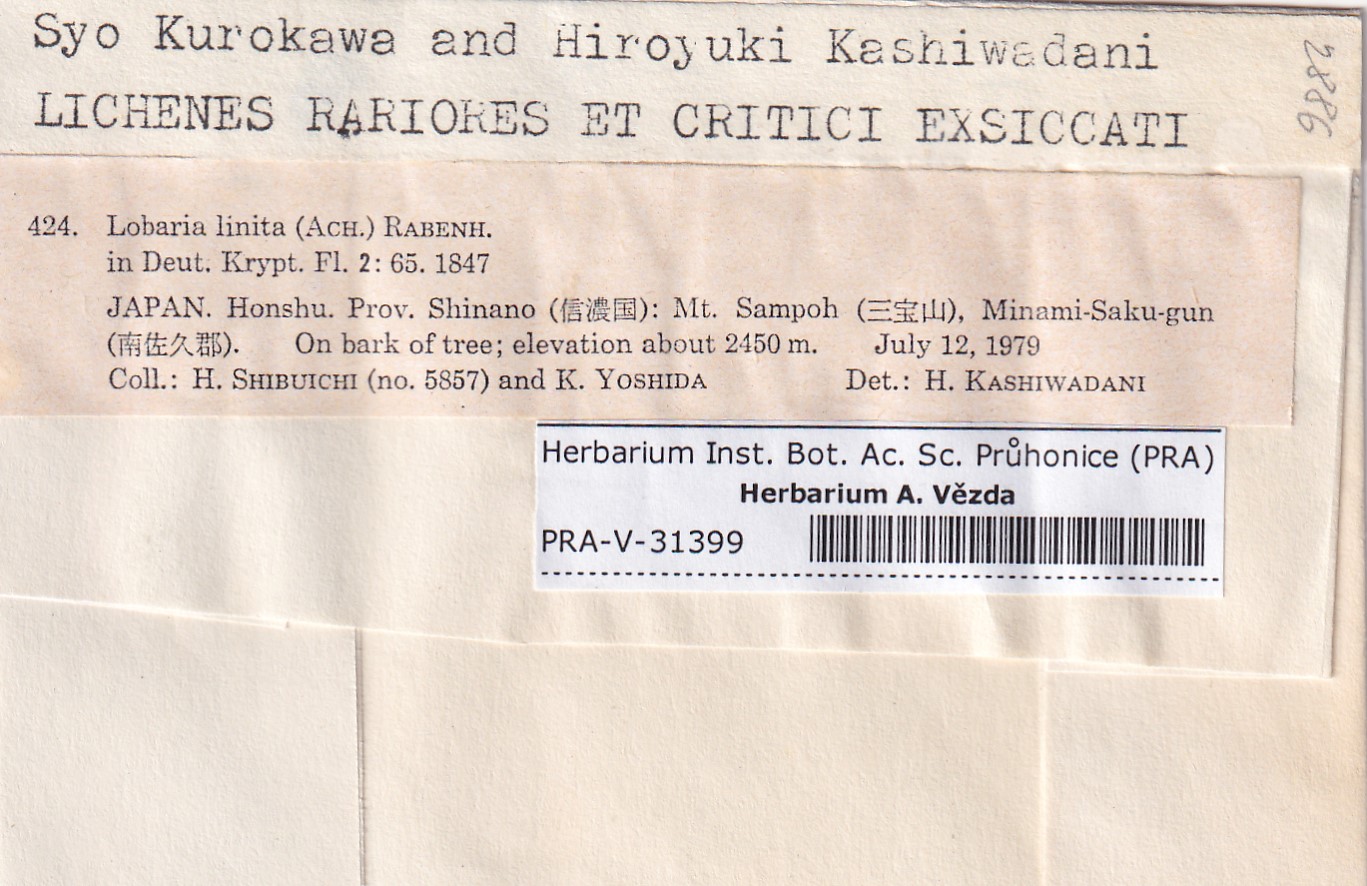 Syo Kurokawa and Hiroyuki Kashiwadani
LICHENES RARIORES ET CRITICI EXSICCATI
28886
424. Lobaria linita (ACH.) RABENH.
in Deut. Krypt. Fl. 2: 65. 1847
JAPAN. Honshu. Prov. Shinano (信濃国): Mt. Sampoh (三宝山), Minami-Saku-gun
(南佐久郡). On bark of tree; elevation about 2450 m. July 12, 1979
Coll.: H. SHIBUICHI (no. 5857) and K. YOSHIDA Det.: H. KASHIWADANI
Herbarium Inst. Bot. Ac. Sc. Průhonice (PRA)
Herbarium A. Vězda
PRA-V-31399